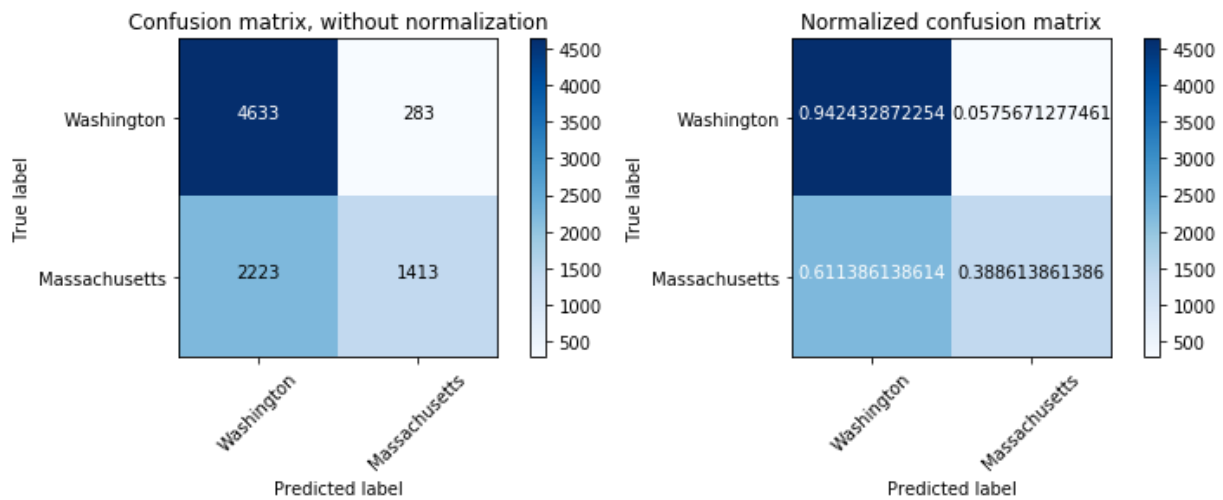 Confusion matrix, without normalization
True label
Washington
Massachusetts
4633
283
2223
1413
4500
4000
3500
3000
2500
2000
1500
1000
500
Washington
Massachusetts
Predicted label
Normalized confusion matrix
True label
Washington
Massachusetts
0.942432872254
0.0575671277461
0.611386138614
0.388613861386
4500
4000
3500
3000
2500
2000
1500
1000
500
Washington
Massachusetts
Predicted label